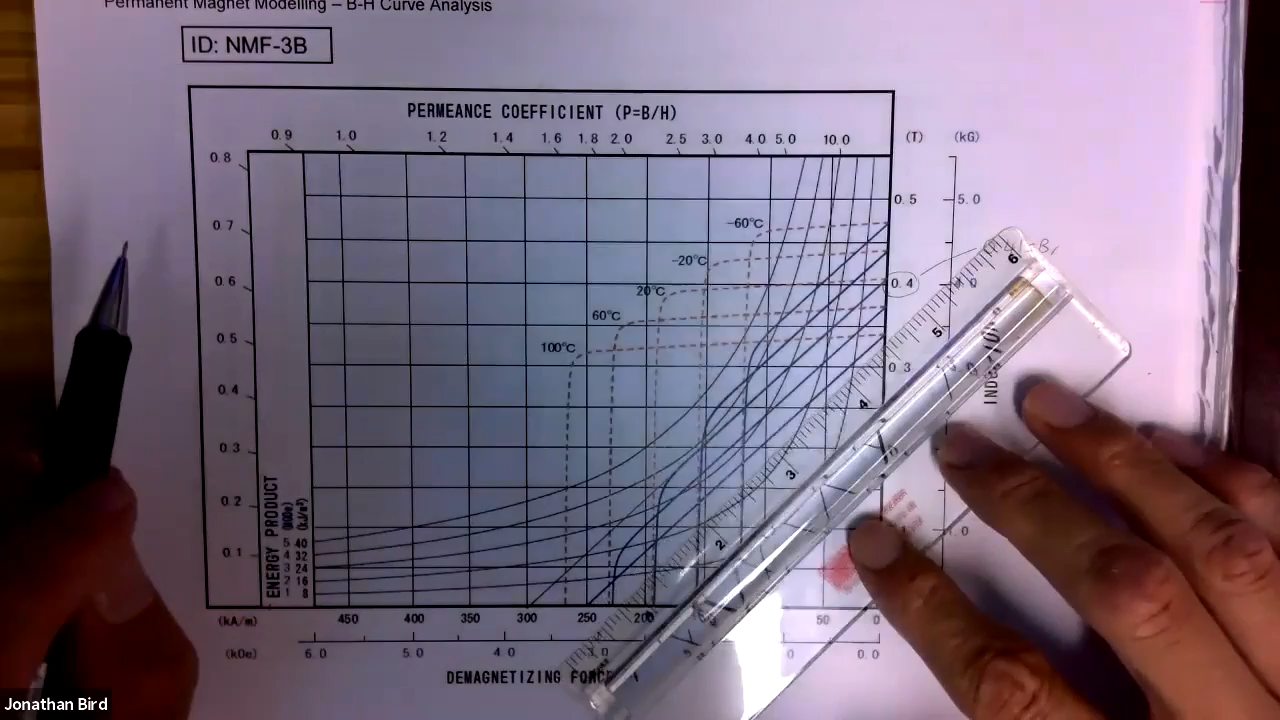 Permanent Magnet Modelling – B-H Curve Analysis
ID: NMF-3B
PERMEANCE COEFFICIENT (P=B/H)
0.9 1.0 1.2 1.4 1.6 1.8 2.0 2.5 3.0 4.0 5.0 10.0 (T) (kG)
0.8
0.5 5.0
0.7 -60°C
-20°C
0.6 20°C 0.4
60°C
0.5 100°C 0.3
0.4
0.3
0.2
0.1
ENERGY PRODUCT
(kJ/m³)
5 40
4 32
3 24
2 16
1 8
(kA/m) 450 400 350 300 250 50 0
(kOe) 6.0 5.0 4.0 0.0
DEMAGNETIZING
6
5
4
3
2
Jonathan Bird